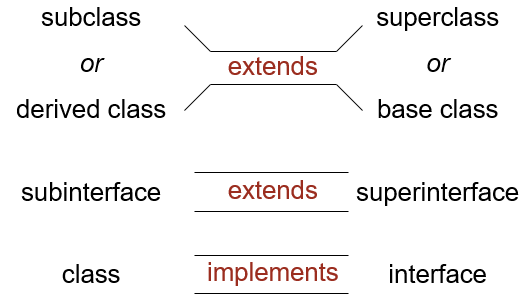 subclass superclass
extends
or or
derived class base class
subinterface extends superinterface
class implements interface